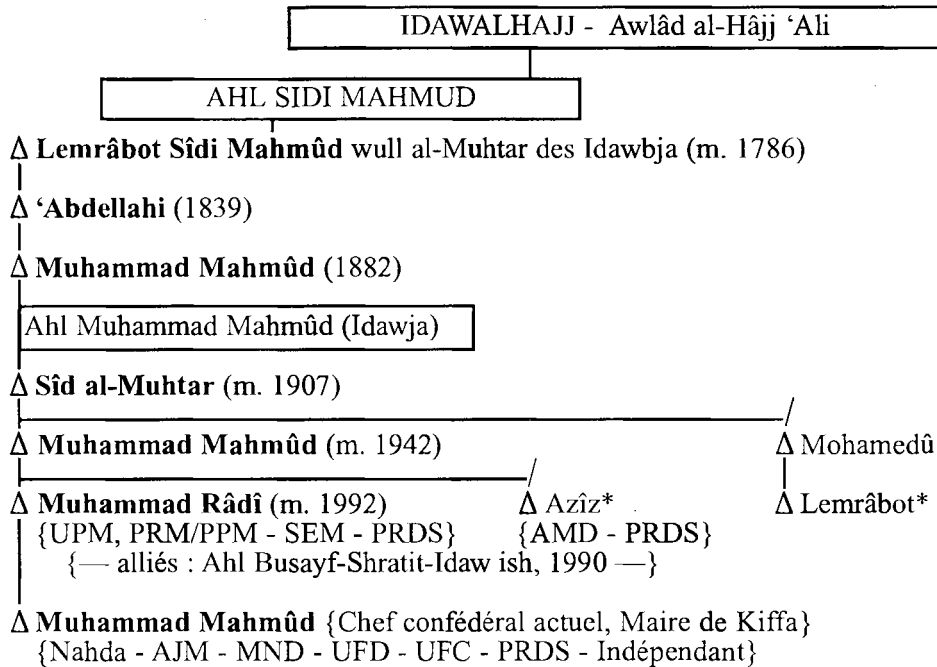 IDAWALHAJJ - Awlâd al-Hâjj ‘Ali
AHL SIDI MAHMUD
Δ Lemrâbot Sîdi Mahmûd wull al-Muhtar des Idawbja (m. 1786)
Δ ‘Abdellahi (1839)
Δ Muhammad Mahmûd (1882)
Ahl Muhammad Mahmûd (Idawja)
Δ Sîd al-Muhtar (m. 1907)
Δ Muhammad Mahmûd (m. 1942) Δ Mohamedû
Δ Muhammad Râdî (m. 1992) Δ Azîz* Δ Lemrâbot*
{UPM, PRM/PPM - SEM - PRDS} {AMD - PRDS}
{— alliés : Ahl Busayf-Shratit-Idaw ish, 1990 —}
Δ Muhammad Mahmûd {Chef confédéral actuel, Maire de Kiffa}
{Nahda - AJM - MND - UFD - UFC - PRDS - Indépendant}